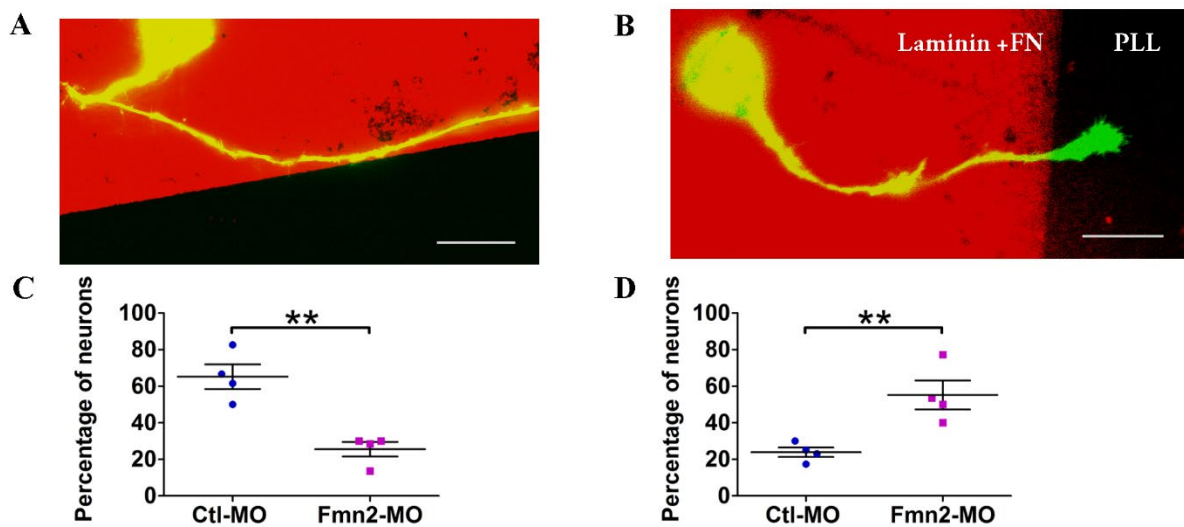 A
B
Laminin +FN PLL
C
Percentage of neurons
100
80
60
40
20
0
**
Ctl-MO Fmn2-MO
D
Percentage of neurons
100
80
60
40
20
0
**
Ctl-MO Fmn2-MO